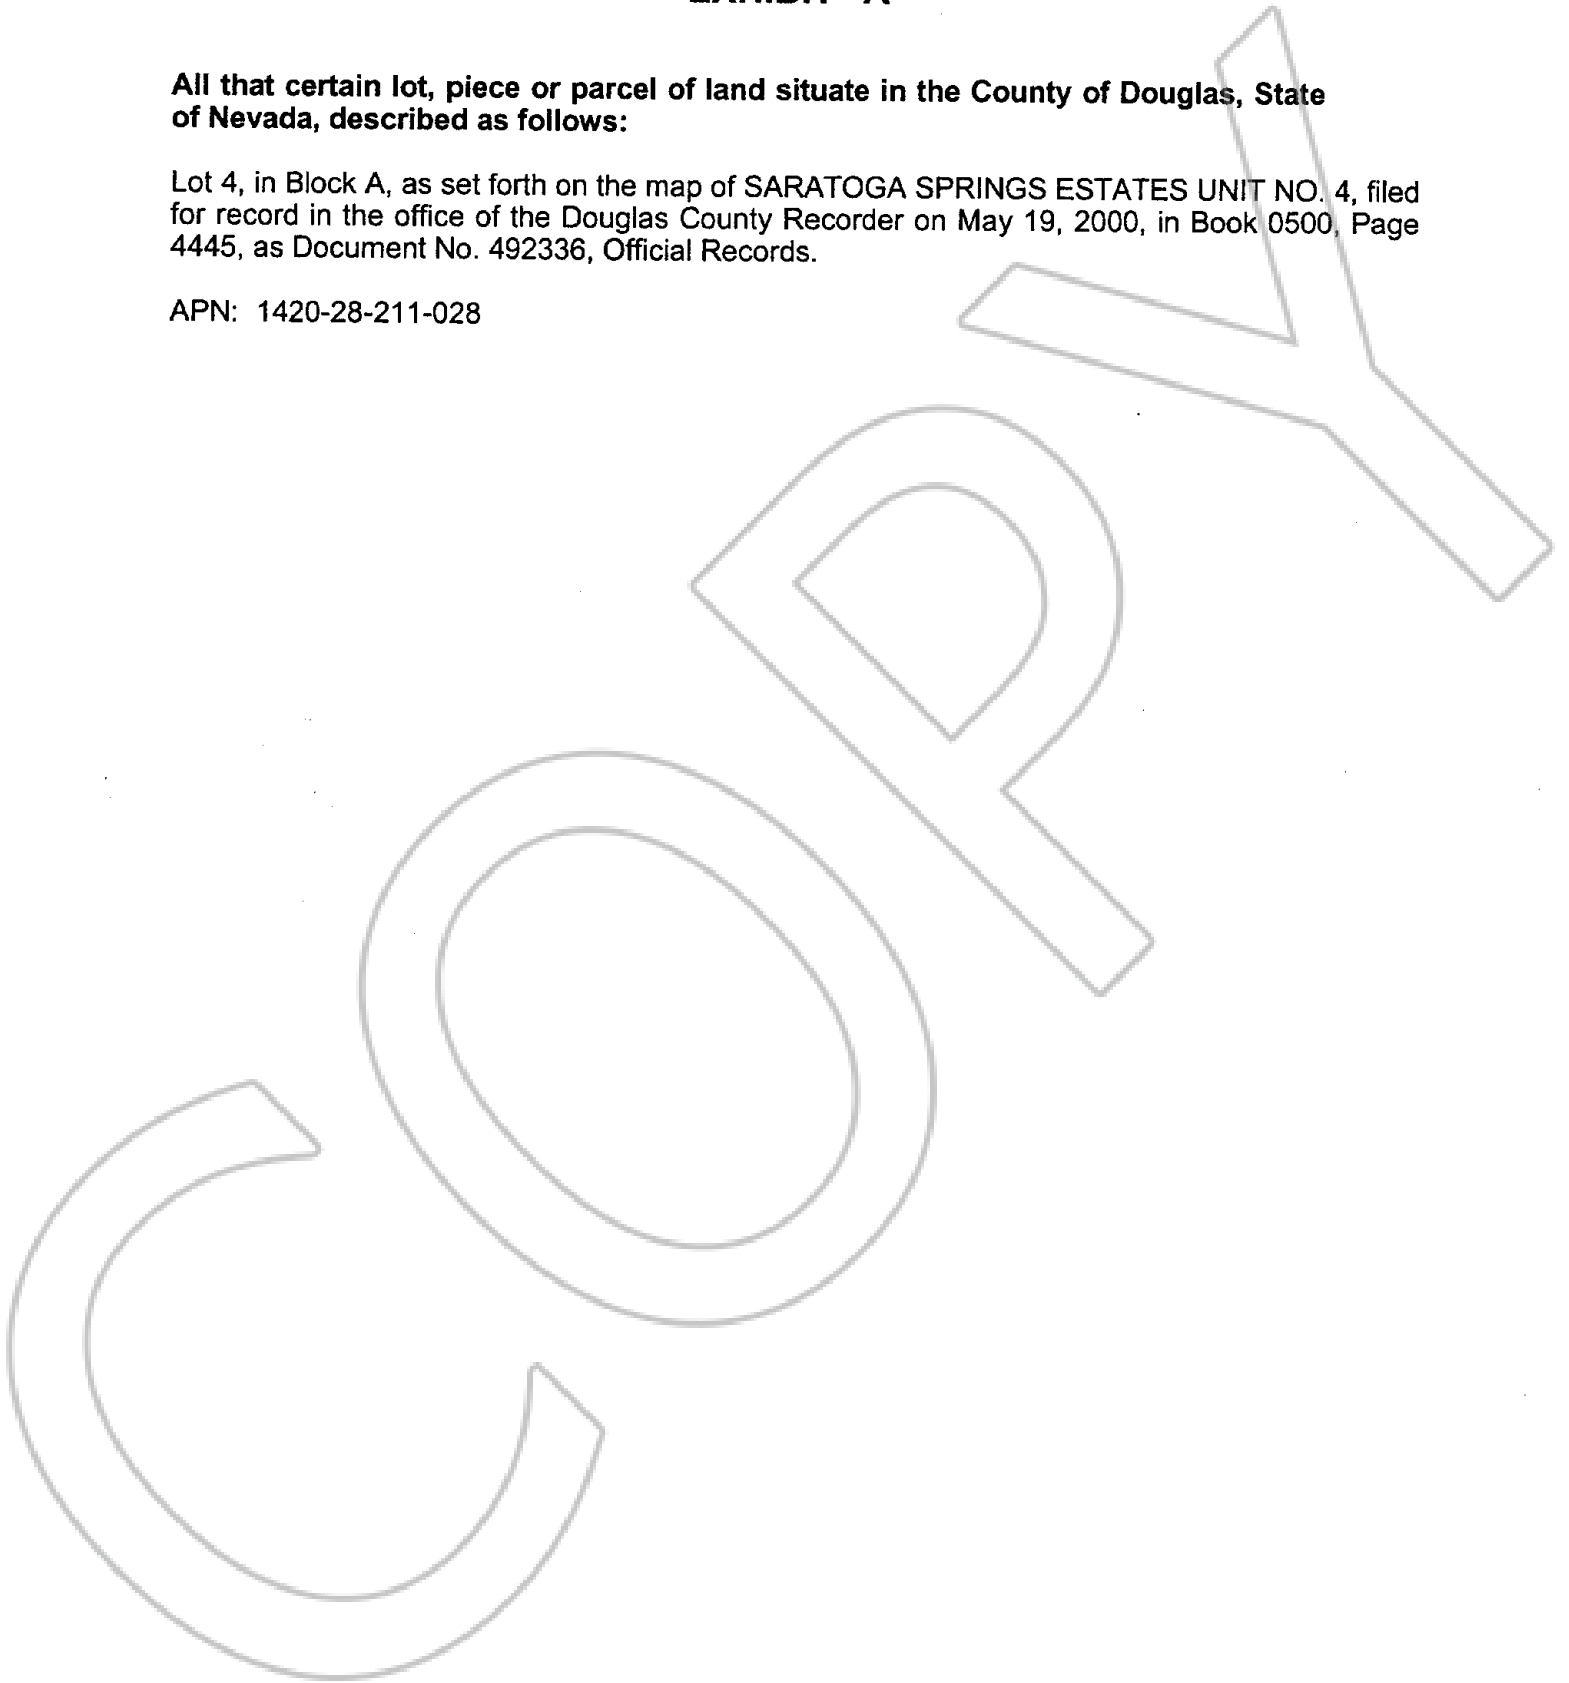 All that certain lot, piece or parcel of land situate in the County of Douglas, State
of Nevada, described as follows:
Lot 4, in Block A, as set forth on the map of SARATOGA SPRINGS ESTATES UNIT NO. 4, filed
for record in the office of the Douglas County Recorder on May 19, 2000, in Book 0500, Page
4445, as Document No. 492336, Official Records.
APN: 1420-28-211-028
COPY